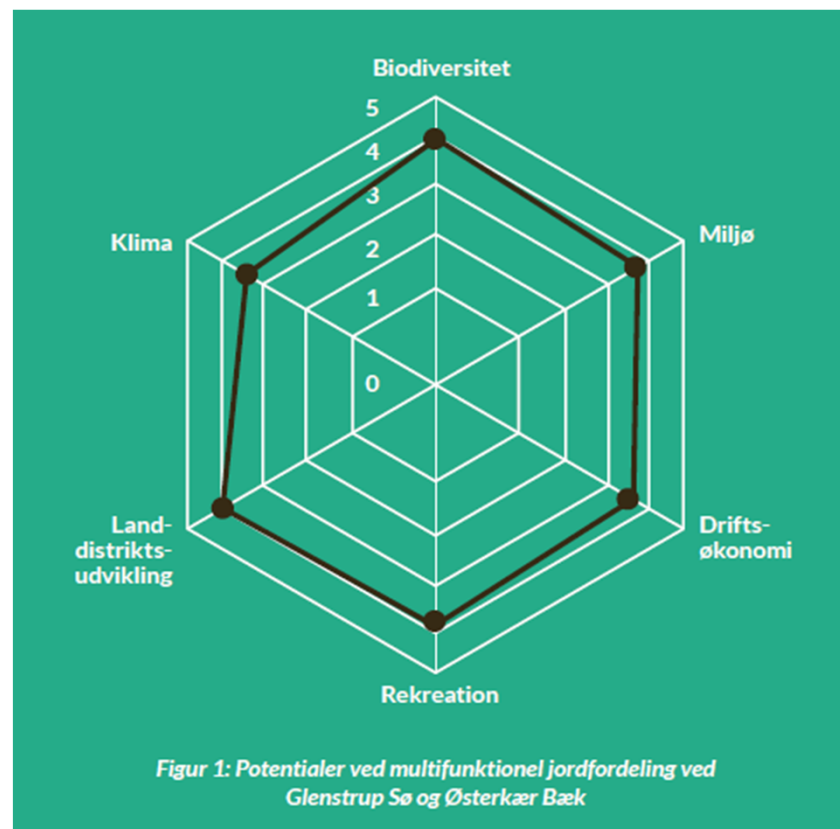 Biodiversitet
5
4
3
2
1
0
Klima
Miljø
Land-
distrikts-
udvikling
Drifts-
økonomi
Rekreation
Figur 1: Potentialer ved multifunktionel jordfordeling ved
Glenstrup Sø og Østerkær Bæk